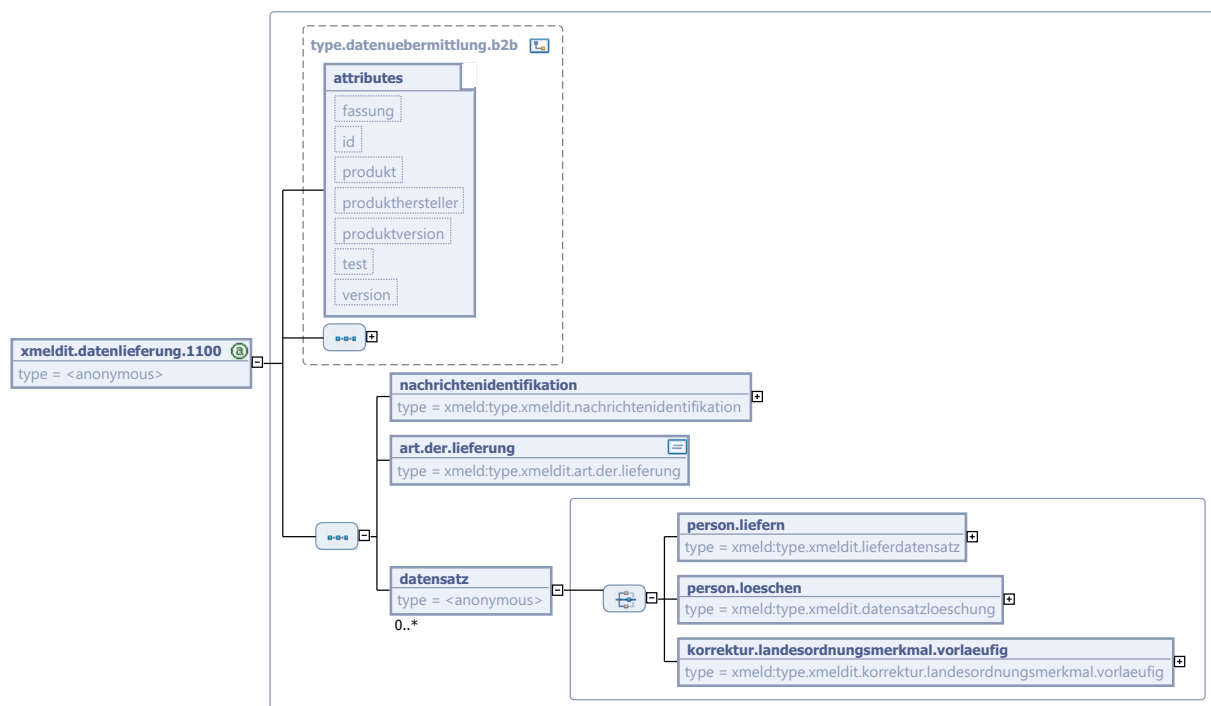 type.datenuebermittlung.b2b
attributes
fassung
id
produkt
produkthersteller
produktversion
test
version
xmeldit.datenlieferung.1100 a
type = <anonymous>
nachrichtenidentifikation
type = xmeld:type.xmeldit.nachrichtenidentifikation
art.der.lieferung
type = xmeld:type.xmeldit.art.der.lieferung
datensatz
type = <anonymous>
0..*
person.liefern
type = xmeld:type.xmeldit.lieferdatensatz
person.loeschen
type = xmeld:type.xmeldit.datensatzloeschung
korrektur.landesordnungsmerkmal.vorlaeufig
type = xmeld:type.xmeldit.korrektur.landesordnungsmerkmal.vorlaeufig